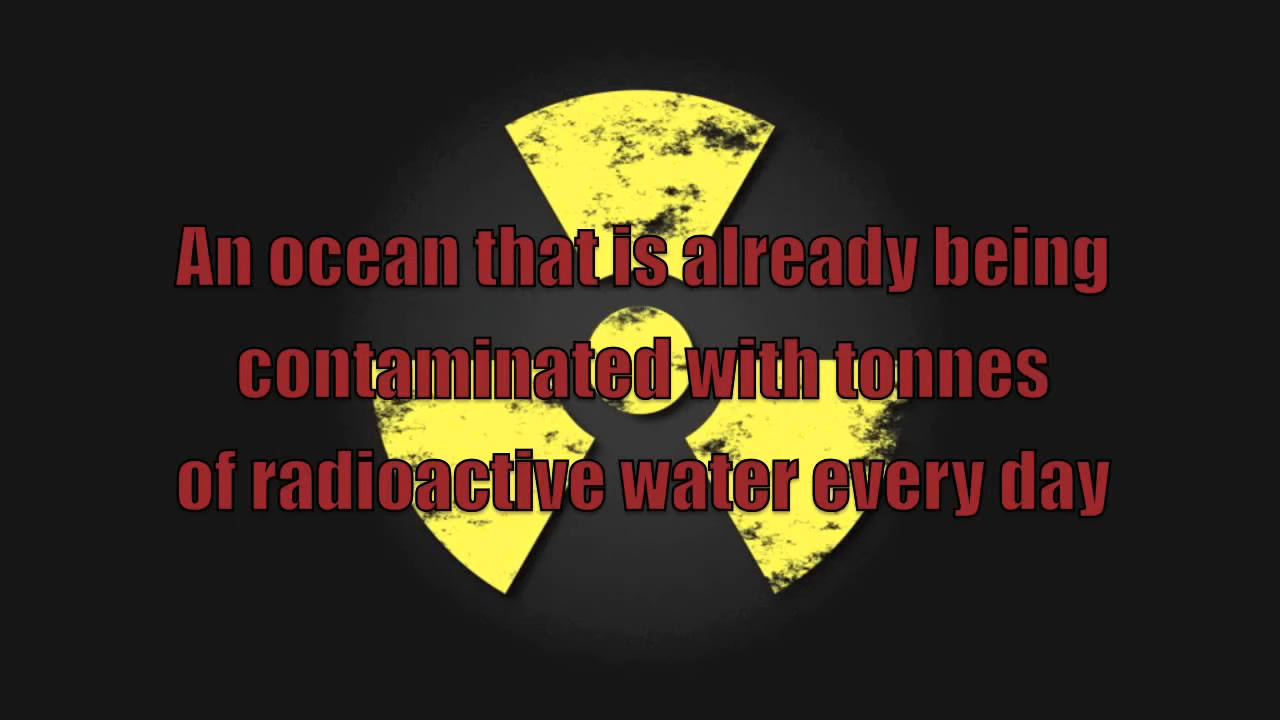 An ocean that is already being
contaminated with tonnes
of radioactive water every day